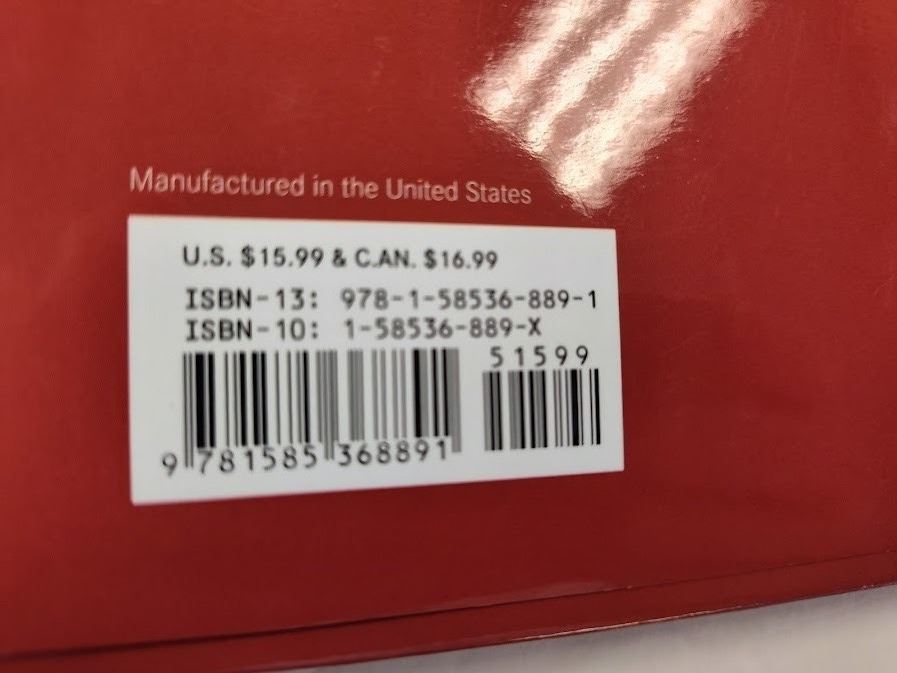 Manufactured in the United States
U.S. $15.99 & C.AN. $16.99
ISBN-13: 978-1-58536-889-1
ISBN-10: 1-58536-889-X
51599
9 781585 368891